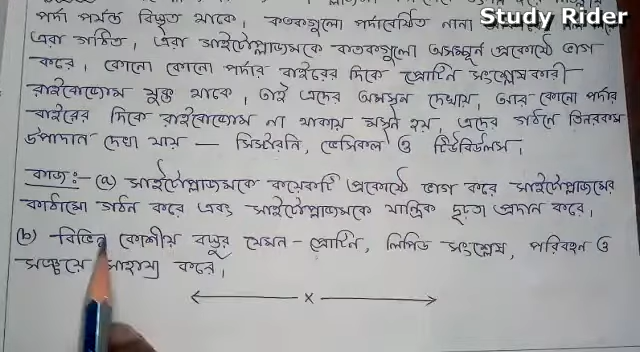 Study Rider
পর্দা পর্যন্ত বিস্তৃত থাকে। কতকগুলো পর্দাবেষ্টিত নানা
এরা গঠিত, এরা সাইটোপ্লাজমকে কতকগুলো অসম্পূর্ন প্রকোষ্ঠে ভাগ
করে। কোনো কোনো পর্দার বাইরের দিকে প্রোটিন সংশ্লেষকারী
রাইবোজোম যুক্ত থাকে, তাই এদের অমসৃন দেখায়, আর কোনো পর্দার
বাইরের দিকে রাইবোজোম না থাকায় মসৃন হয়, এদের গঠনে তিনরকম
উপাদান দেখা যায় — সিস্টারনি, ভেসিকল ও টিউবিউলস।
কাজঃ- (a) সাইটোপ্লাজমকে কয়েকটি প্রকোষ্ঠে ভাগ করে সাইটোপ্লাজমের
কাঠামো গঠন করে এবং সাইটোপ্লাজমকে যান্ত্রিক দৃঢ়তা প্রদান করে।
(b) বিভিন্ন কোশীয় বস্তুর যেমন- প্রোটিন, লিপিড সংশ্লেষ, পরিবহন ও
সঞ্চয়ে সাহায্য করে।
x